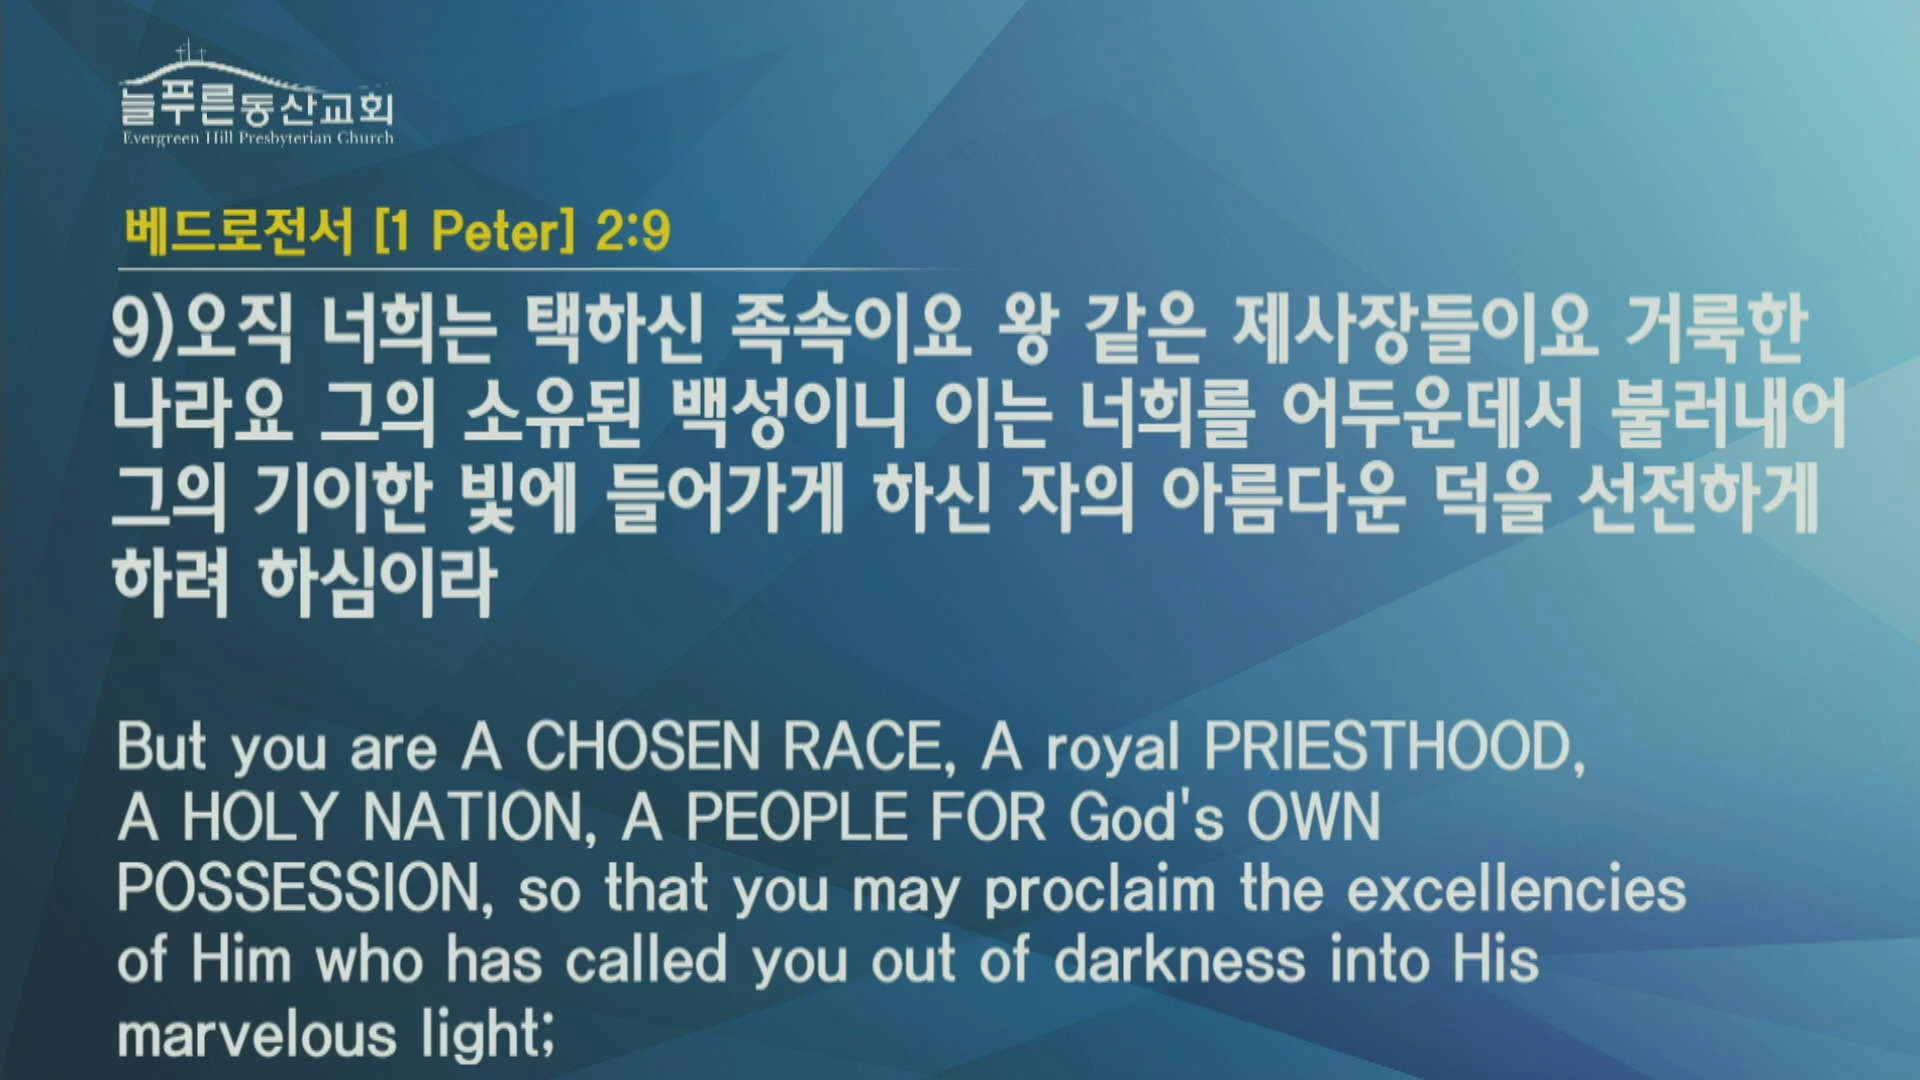 늘푸른동산교회
Evergreen Hill Presbyterian Church
베드로전서 [1 Peter] 2:9
9)오직 너희는 택하신 족속이요 왕 같은 제사장들이요 거룩한
나라요 그의 소유된 백성이니 이는 너희를 어두운데서 불러내어
그의 기이한 빛에 들어가게 하신 자의 아름다운 덕을 선전하게
하려 하심이라
But you are A CHOSEN RACE, A royal PRIESTHOOD,
A HOLY NATION, A PEOPLE FOR God's OWN
POSSESSION, so that you may proclaim the excellencies
of Him who has called you out of darkness into His
marvelous light;